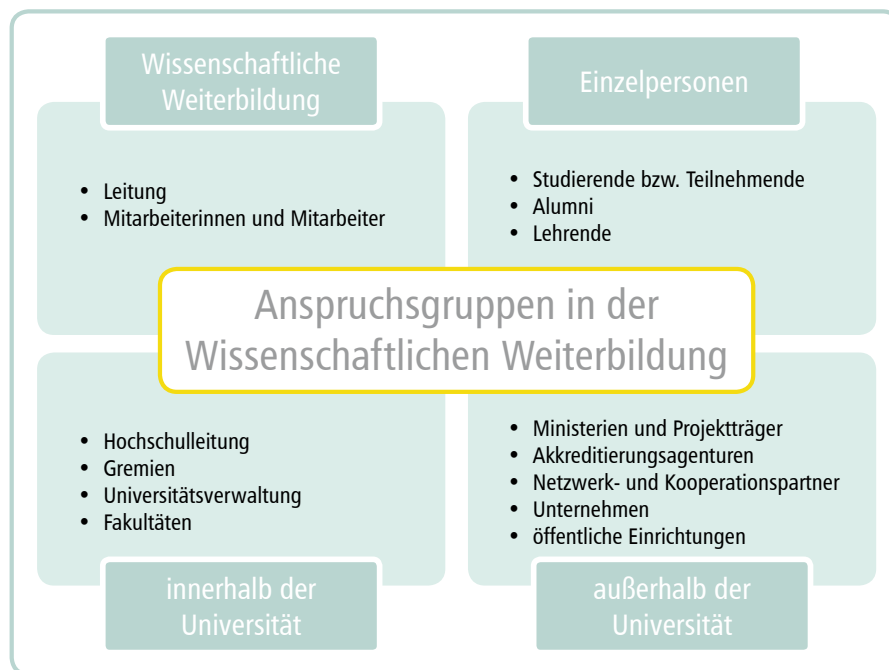 Wissenschaftliche
Weiterbildung
• Leitung
• Mitarbeiterinnen und Mitarbeiter
Einzelpersonen
• Studierende bzw. Teilnehmende
• Alumni
• Lehrende
Anspruchsgruppen in der
Wissenschaftlichen Weiterbildung
• Hochschulleitung
• Gremien
• Universitätsverwaltung
• Fakultäten
innerhalb der
Universität
• Ministerien und Projektträger
• Akkreditierungsagenturen
• Netzwerk- und Kooperationspartner
• Unternehmen
• öffentliche Einrichtungen
außerhalb der
Universität